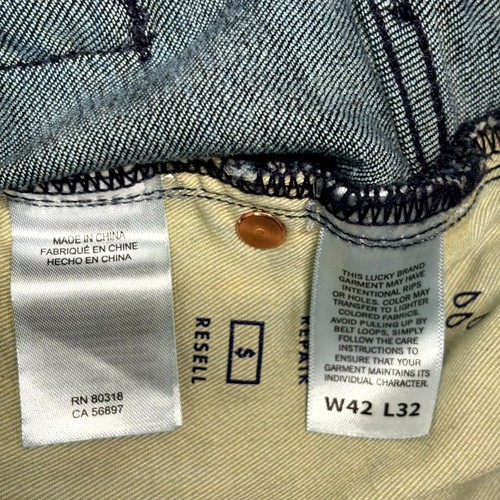 MADE IN CHINA
FABRIQUÉ EN CHINE
HECHO EN CHINA
RN 80318
CA 56897
RESELL
$
REPAIR
THIS LUCKY BRAND
GARMENT MAY HAVE
INTENTIONAL RIPS
OR HOLES. COLOR MAY
TRANSFER TO LIGHTER
COLORED FABRICS.
AVOID PULLING UP BY
BELT LOOPS, SIMPLY
FOLLOW THE CARE
INSTRUCTIONS TO
ENSURE THAT YOUR
GARMENT MAINTAINS ITS
INDIVIDUAL CHARACTER.
W42 L32